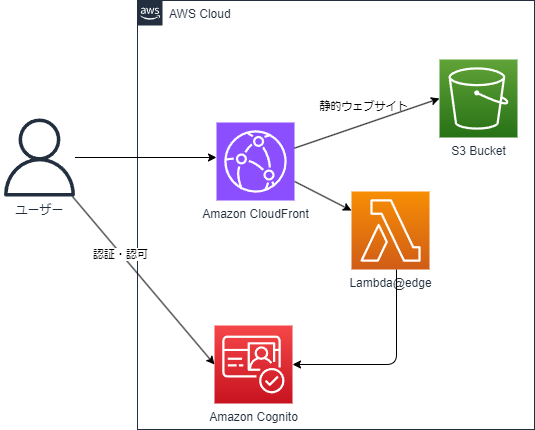 aws
AWS Cloud
静的ウェブサイト
S3 Bucket
ユーザー
Amazon CloudFront
認証・認可
Lambda@edge
Amazon Cognito